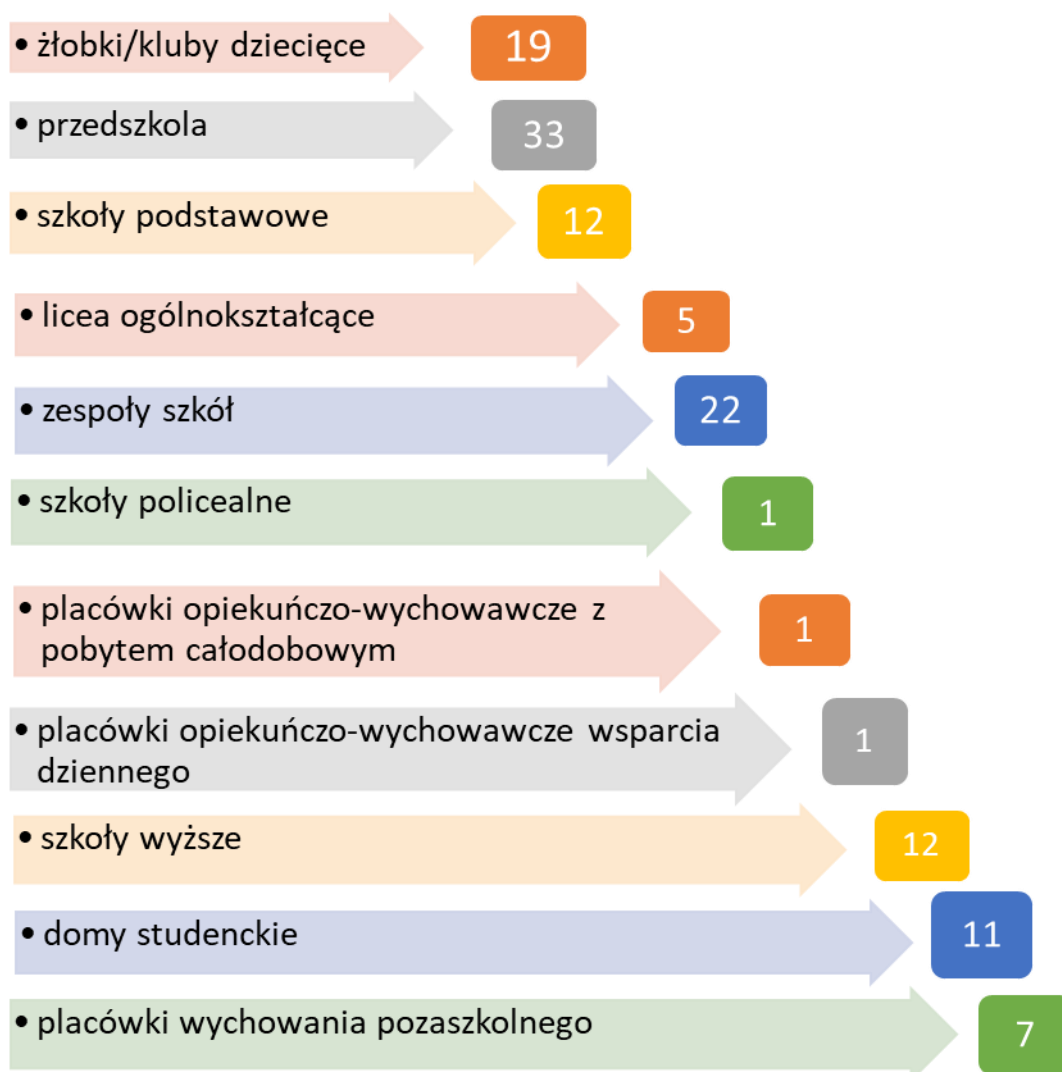 • żłobki/kluby dziecięce 19
• przedszkola 33
• szkoły podstawowe 12
• licea ogólnokształcące 5
• zespoły szkół 22
• szkoły policealne 1
• placówki opiekuńczo-wychowawcze z
pobytem całodobowym 1
• placówki opiekuńczo-wychowawcze wsparcia
dziennego 1
• szkoły wyższe 12
• domy studenckie 11
• placówki wychowania pozaszkolnego 7